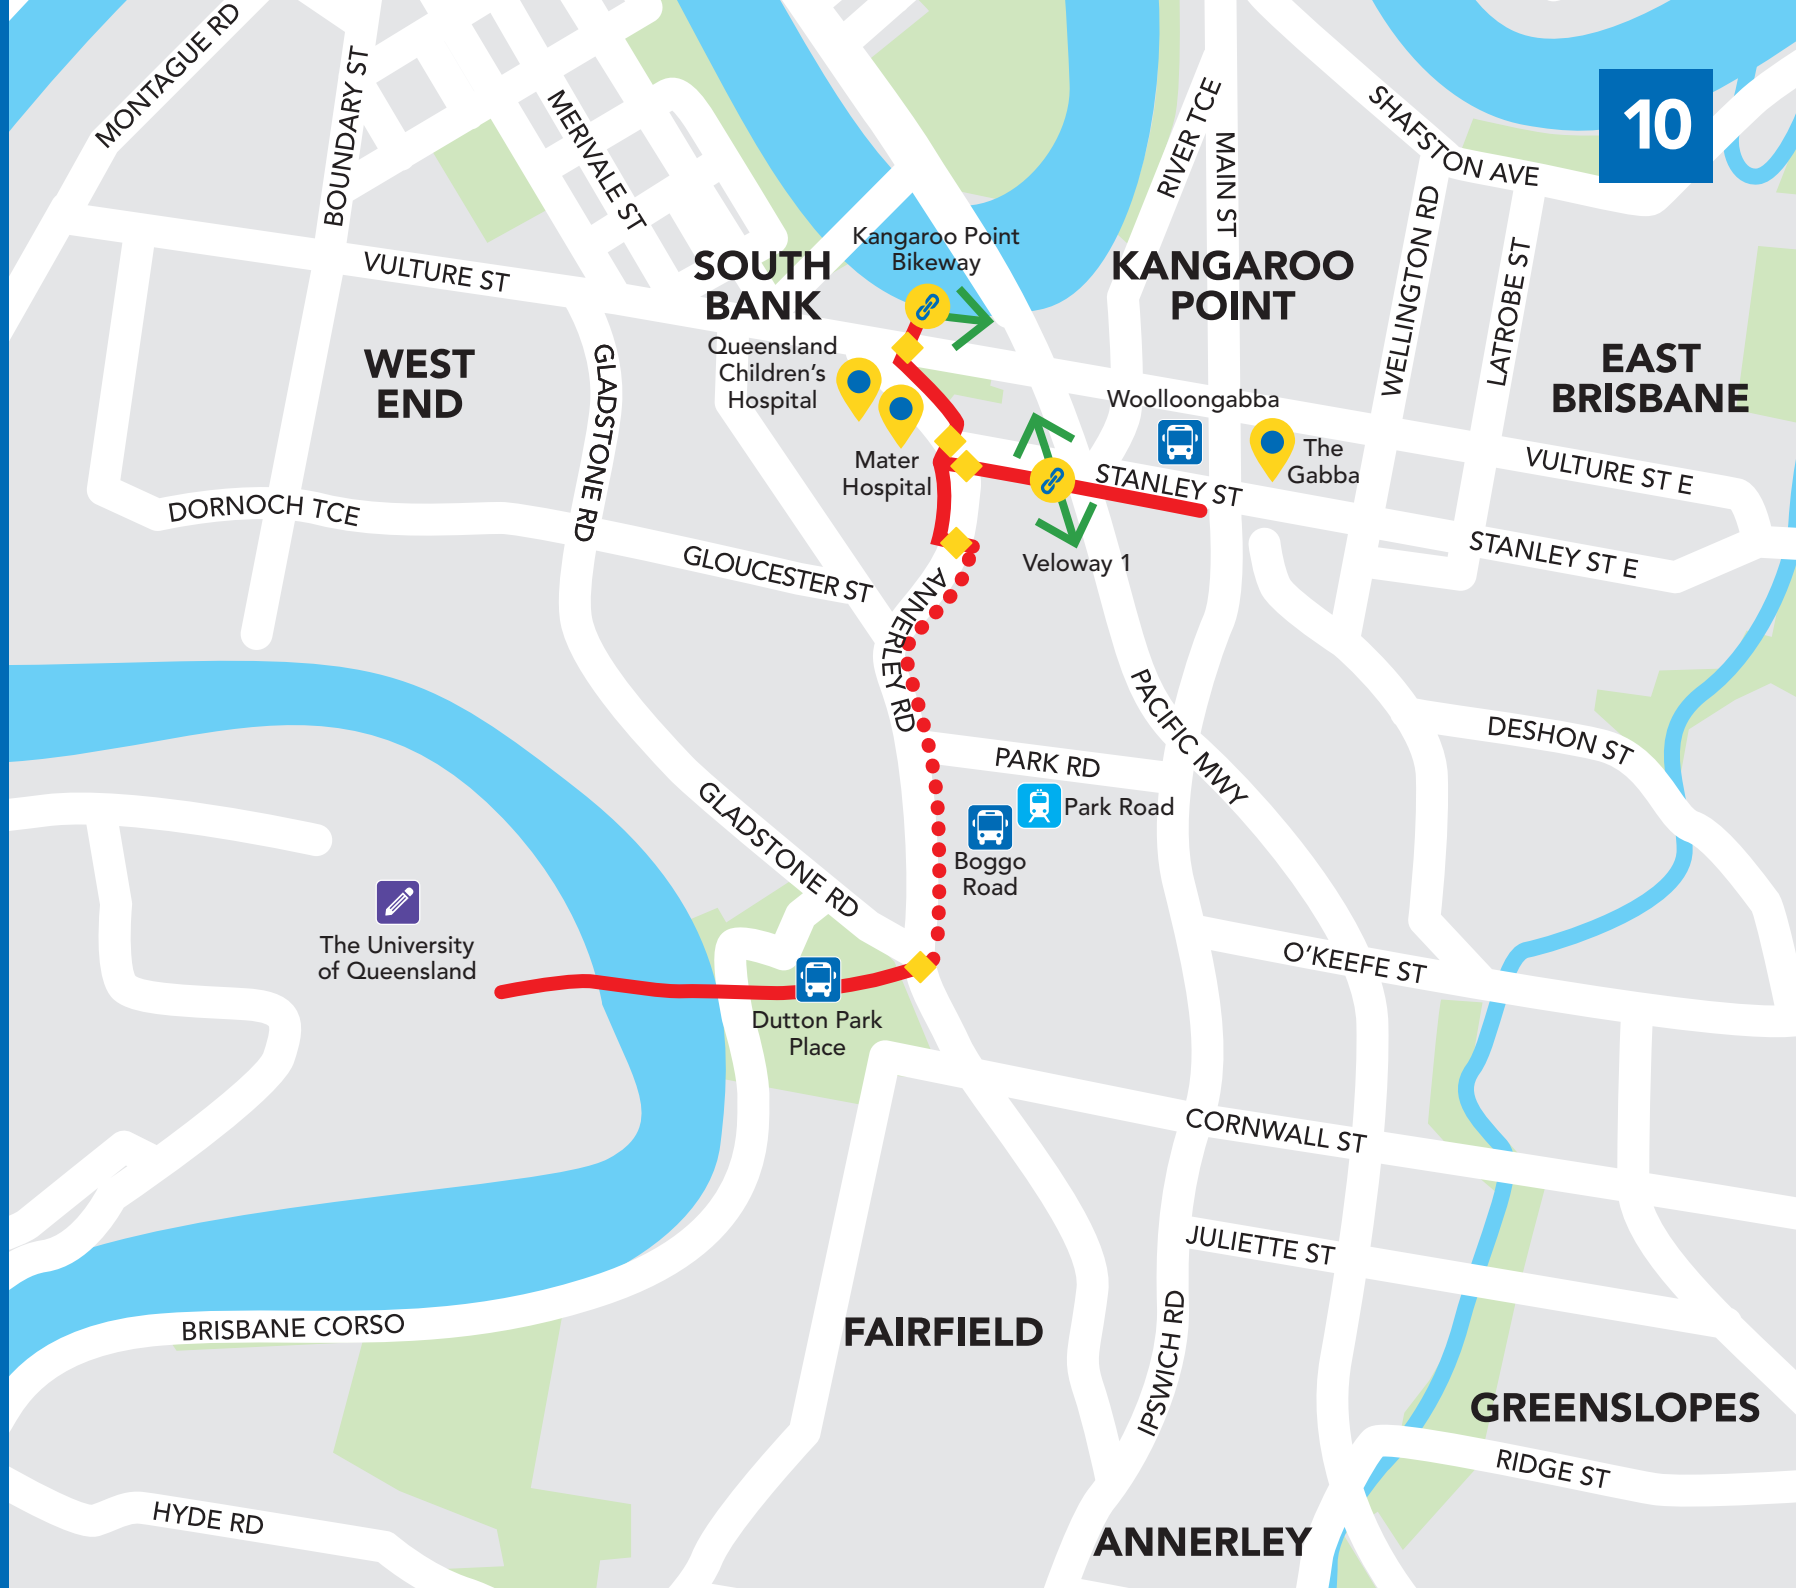 MONTAGUE RD
BOUNDARY ST
MERIVALE ST
RIVER TCE
MAIN ST
SHAFSTON AVE
10
WELLINGTON RD
LATROBE ST
VULTURE ST
SOUTH
BANK
Kangaroo Point
Bikeway
KANGAROO
POINT
EAST
BRISBANE
WEST
END
GLADSTONE RD
Queensland
Children's
Hospital
Mater
Hospital
Woolloongabba
The
Gabba
STANLEY ST
VULTURE ST E
STANLEY ST E
DORNOCH TCE
GLOUCESTER ST
Veloway 1
ANNERLEY RD
PACIFIC MWY
DESHON ST
PARK RD
Park Road
Boggo
Road
GLADSTONE RD
The University
of Queensland
Dutton Park
Place
O'KEEFE ST
CORNWALL ST
JULIETTE ST
BRISBANE CORSO
FAIRFIELD
IPSWICH RD
GREENSLOPES
RIDGE ST
HYDE RD
ANNERLEY